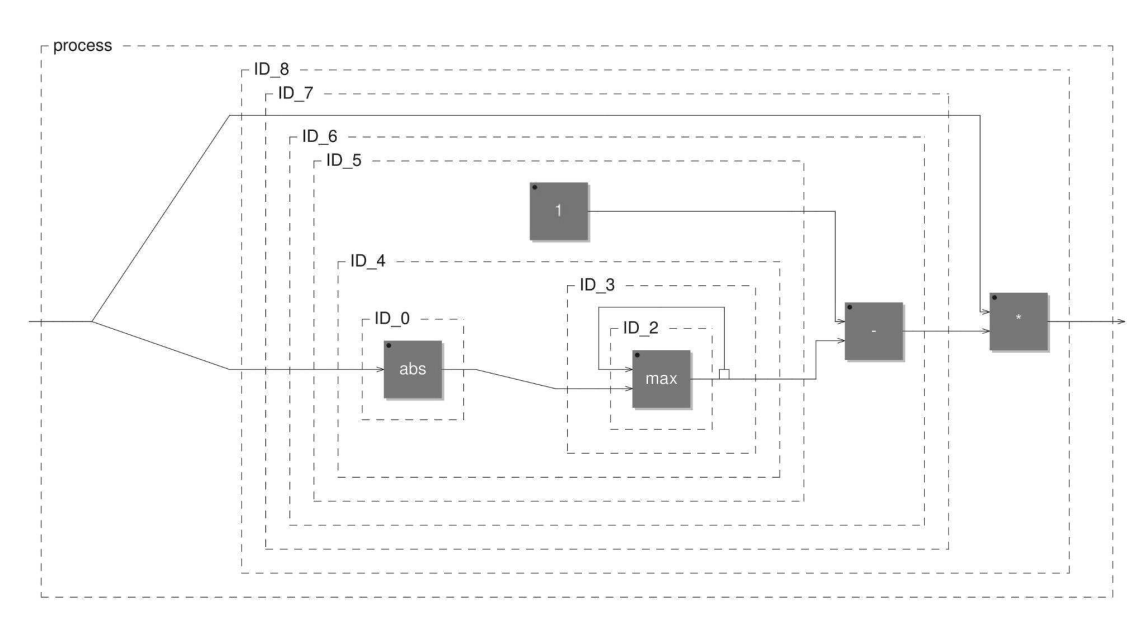 process
ID_8
ID_7
ID_6
ID_5
1
ID_4
ID_3
ID_0
ID_2
abs
max
-
*